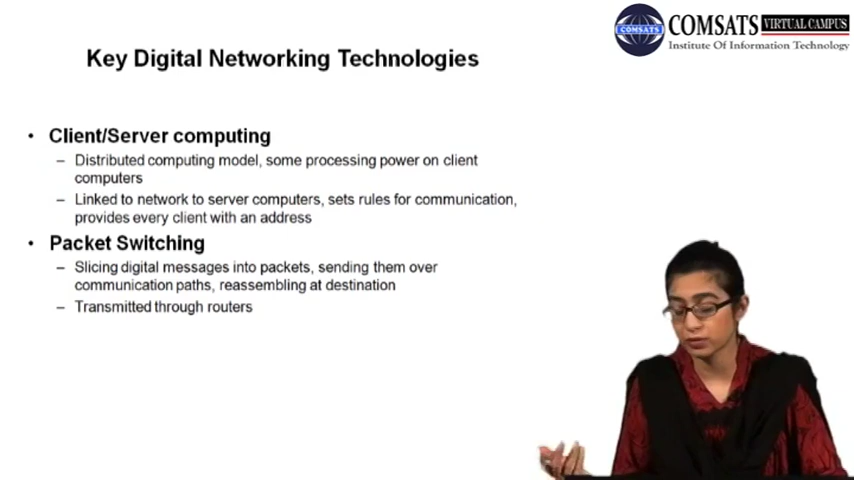 COMSATS VIRTUAL CAMPUS
COMSATS
Institute Of Information Technology
Key Digital Networking Technologies
• Client/Server computing
– Distributed computing model, some processing power on client
computers
– Linked to network to server computers, sets rules for communication,
provides every client with an address
• Packet Switching
– Slicing digital messages into packets, sending them over
communication paths, reassembling at destination
– Transmitted through routers